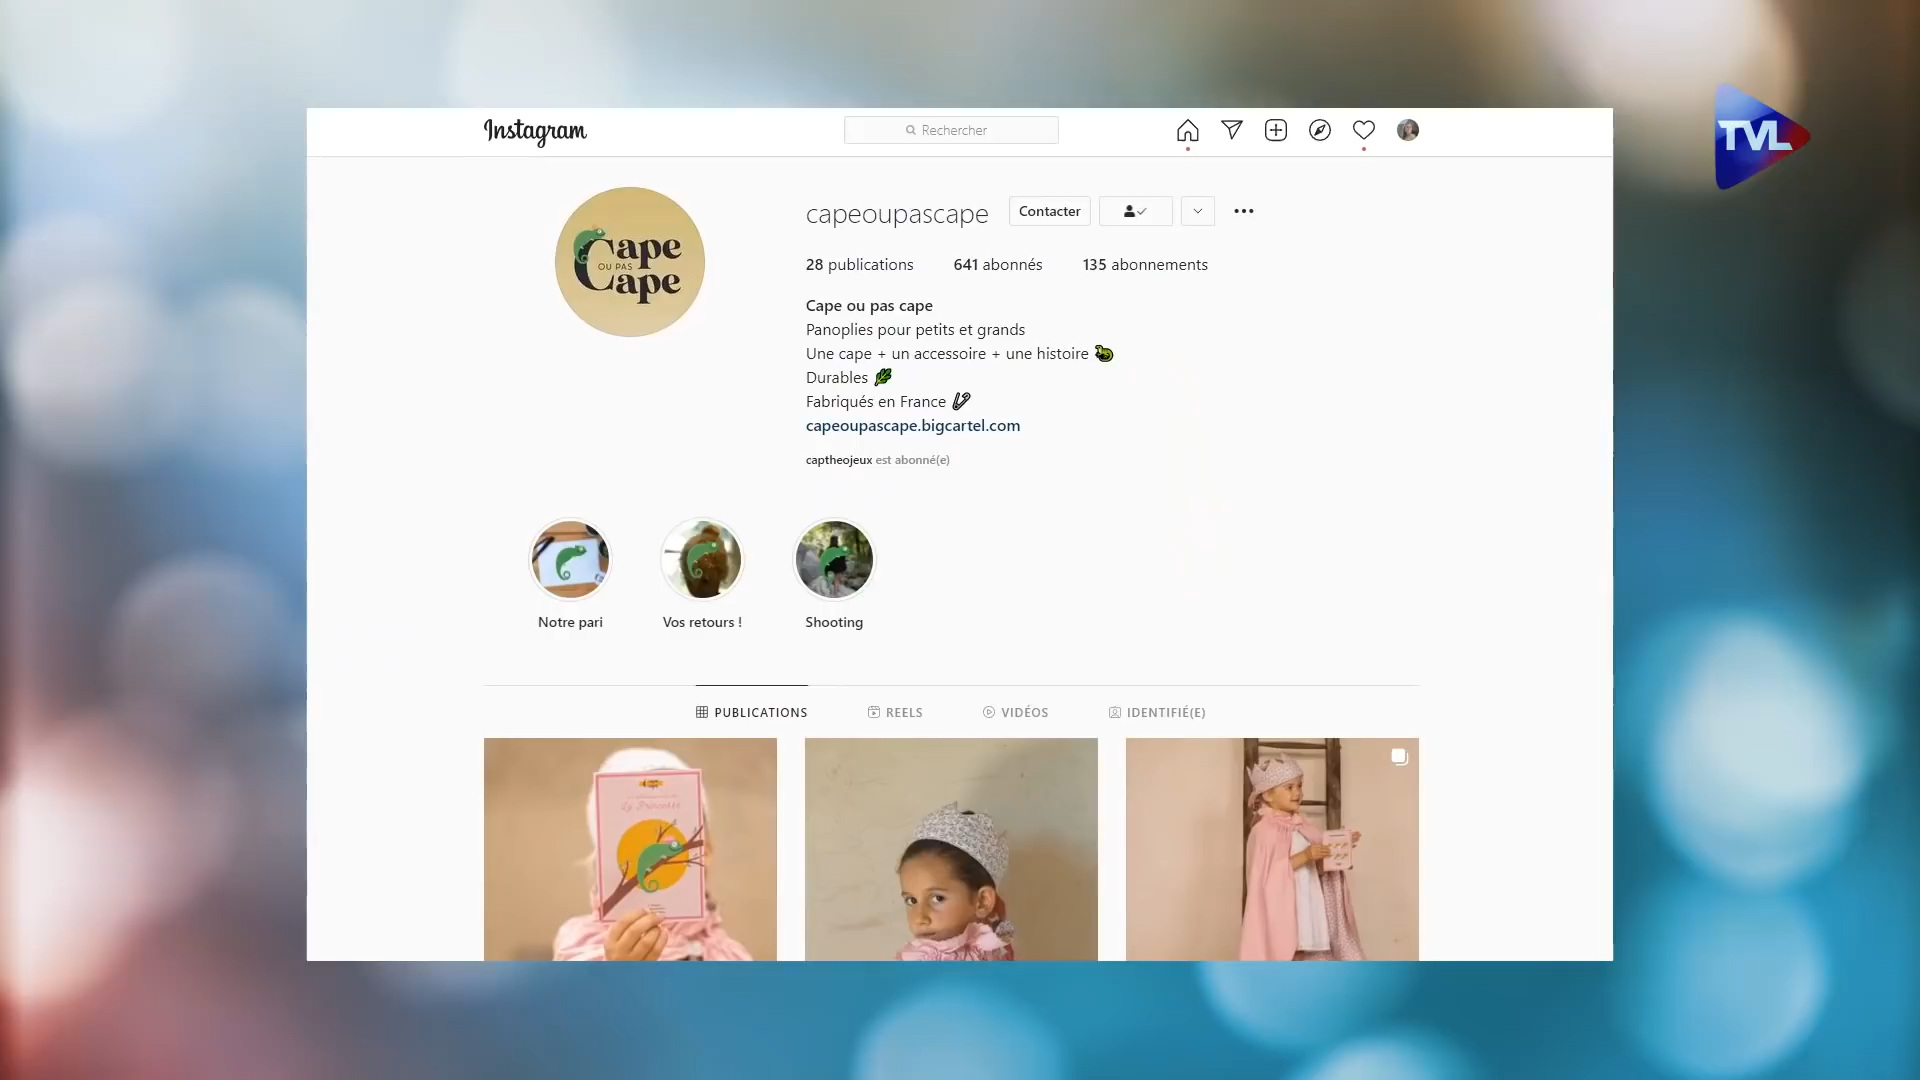 Instagram
Rechercher
TVL
Cape
OU PAS
Cape
capeoupascape
Contacter
28 publications
641 abonnés
135 abonnements
Cape ou pas cape
Panoplies pour petits et grands
Une cape + un accessoire + une histoire
Durables
Fabriqués en France
capeoupascape.bigcartel.com
captheojeux est abonné(e)
Notre pari
Vos retours !
Shooting
PUBLICATIONS
REELS
VIDÉOS
IDENTIFIÉ(E)
La Princesse